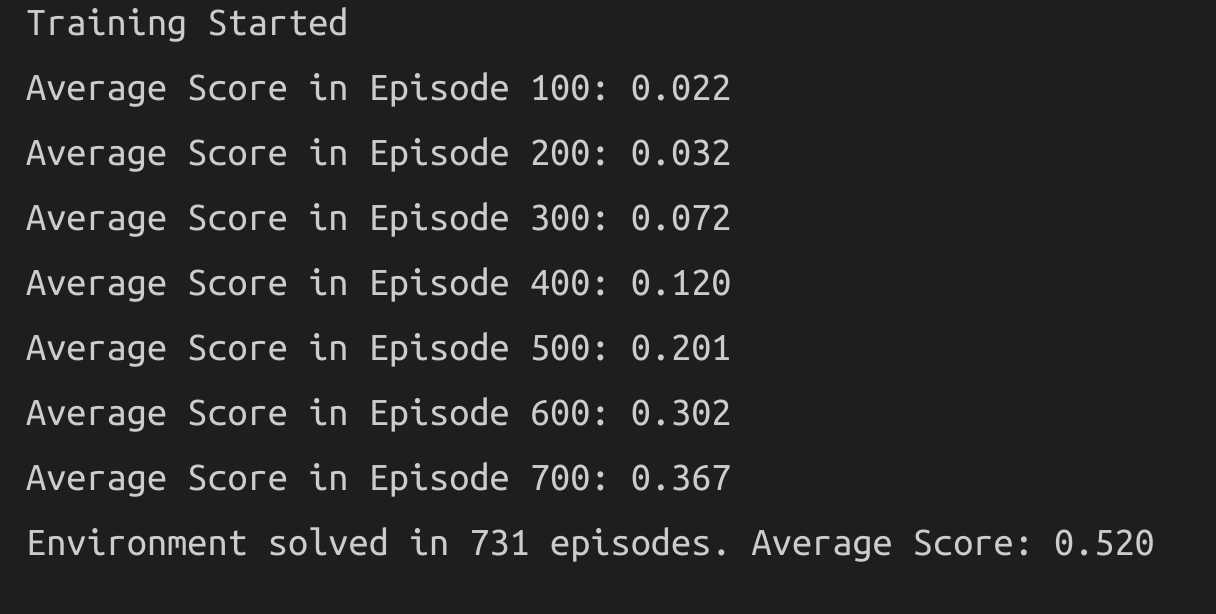 Training Started
Average Score in Episode 100: 0.022
Average Score in Episode 200: 0.032
Average Score in Episode 300: 0.072
Average Score in Episode 400: 0.120
Average Score in Episode 500: 0.201
Average Score in Episode 600: 0.302
Average Score in Episode 700: 0.367
Environment solved in 731 episodes. Average Score: 0.520